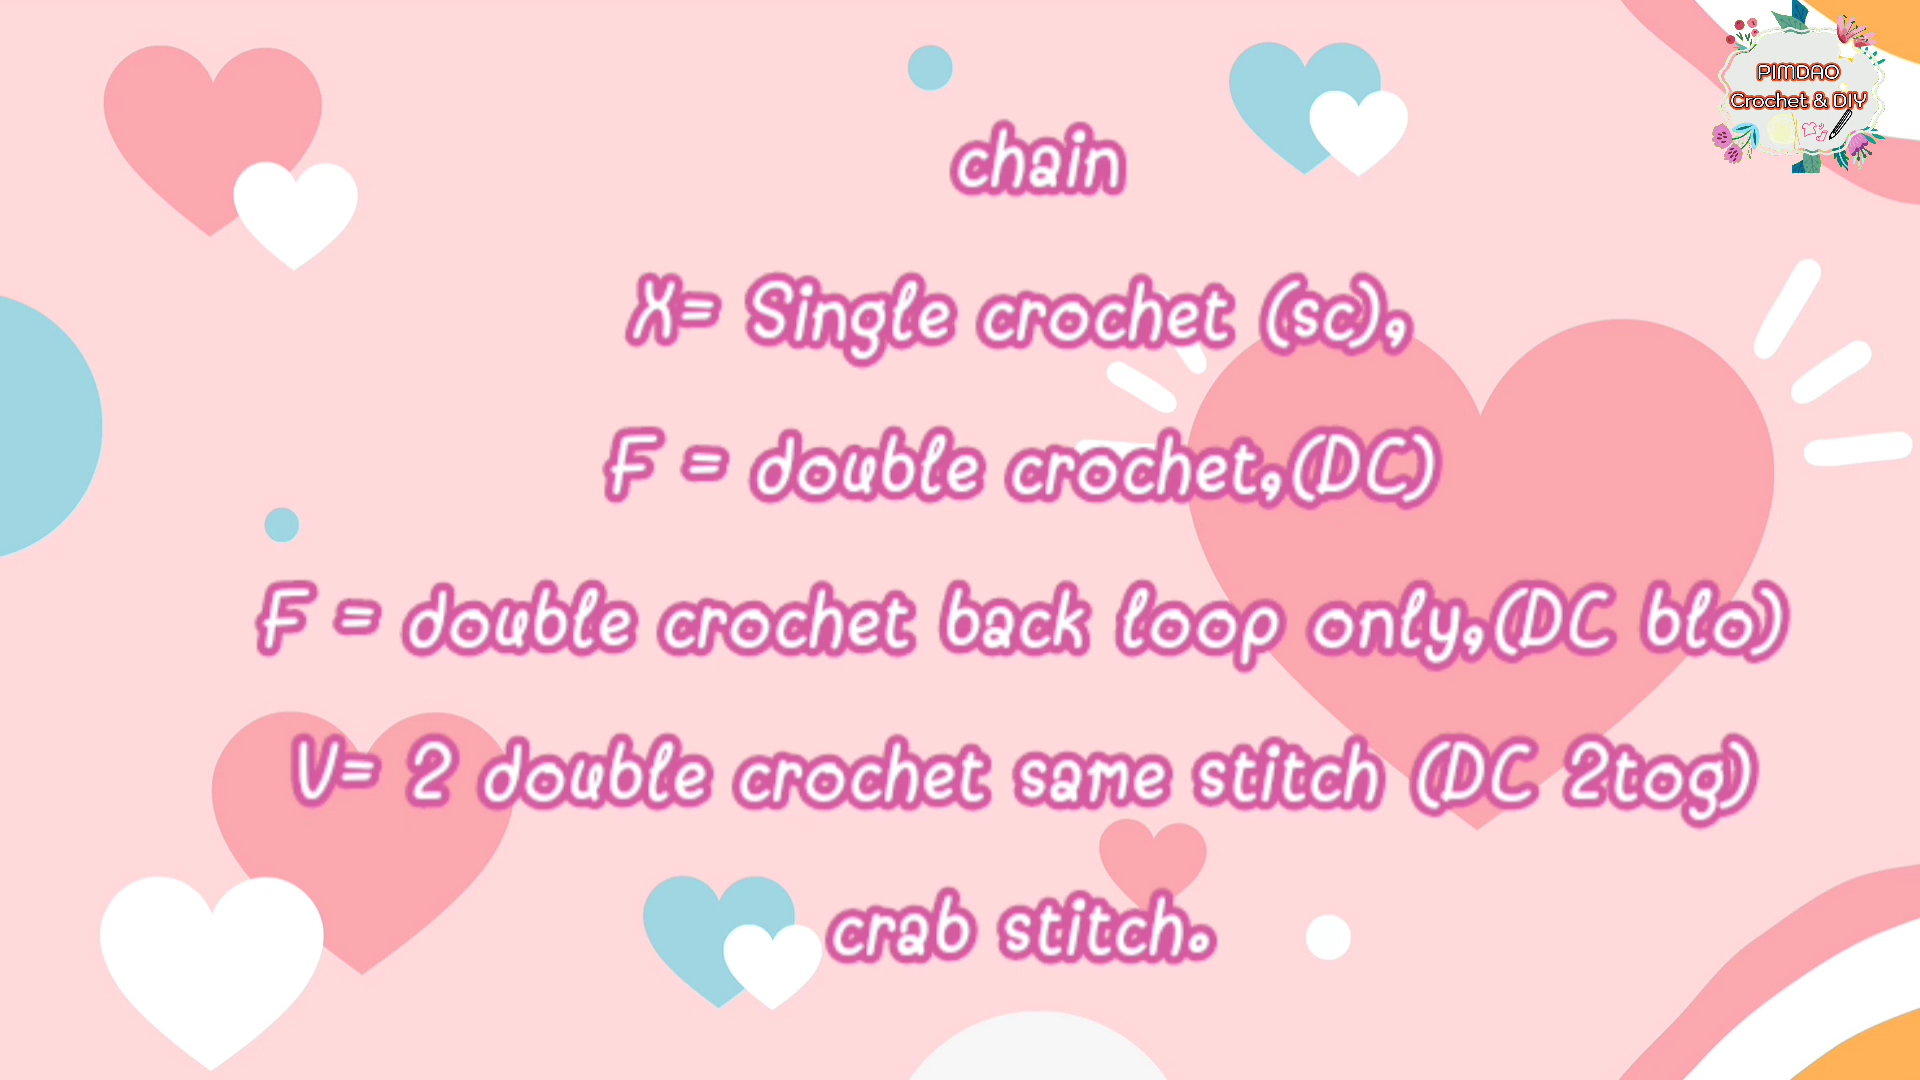 PIMDAO
Crochet & DIY
chain
X= Single crochet (sc),
F = double crochet,(DC)
F = double crochet back loop only,(DC blo)
V= 2 double crochet same stitch (DC 2tog)
crab stitch.